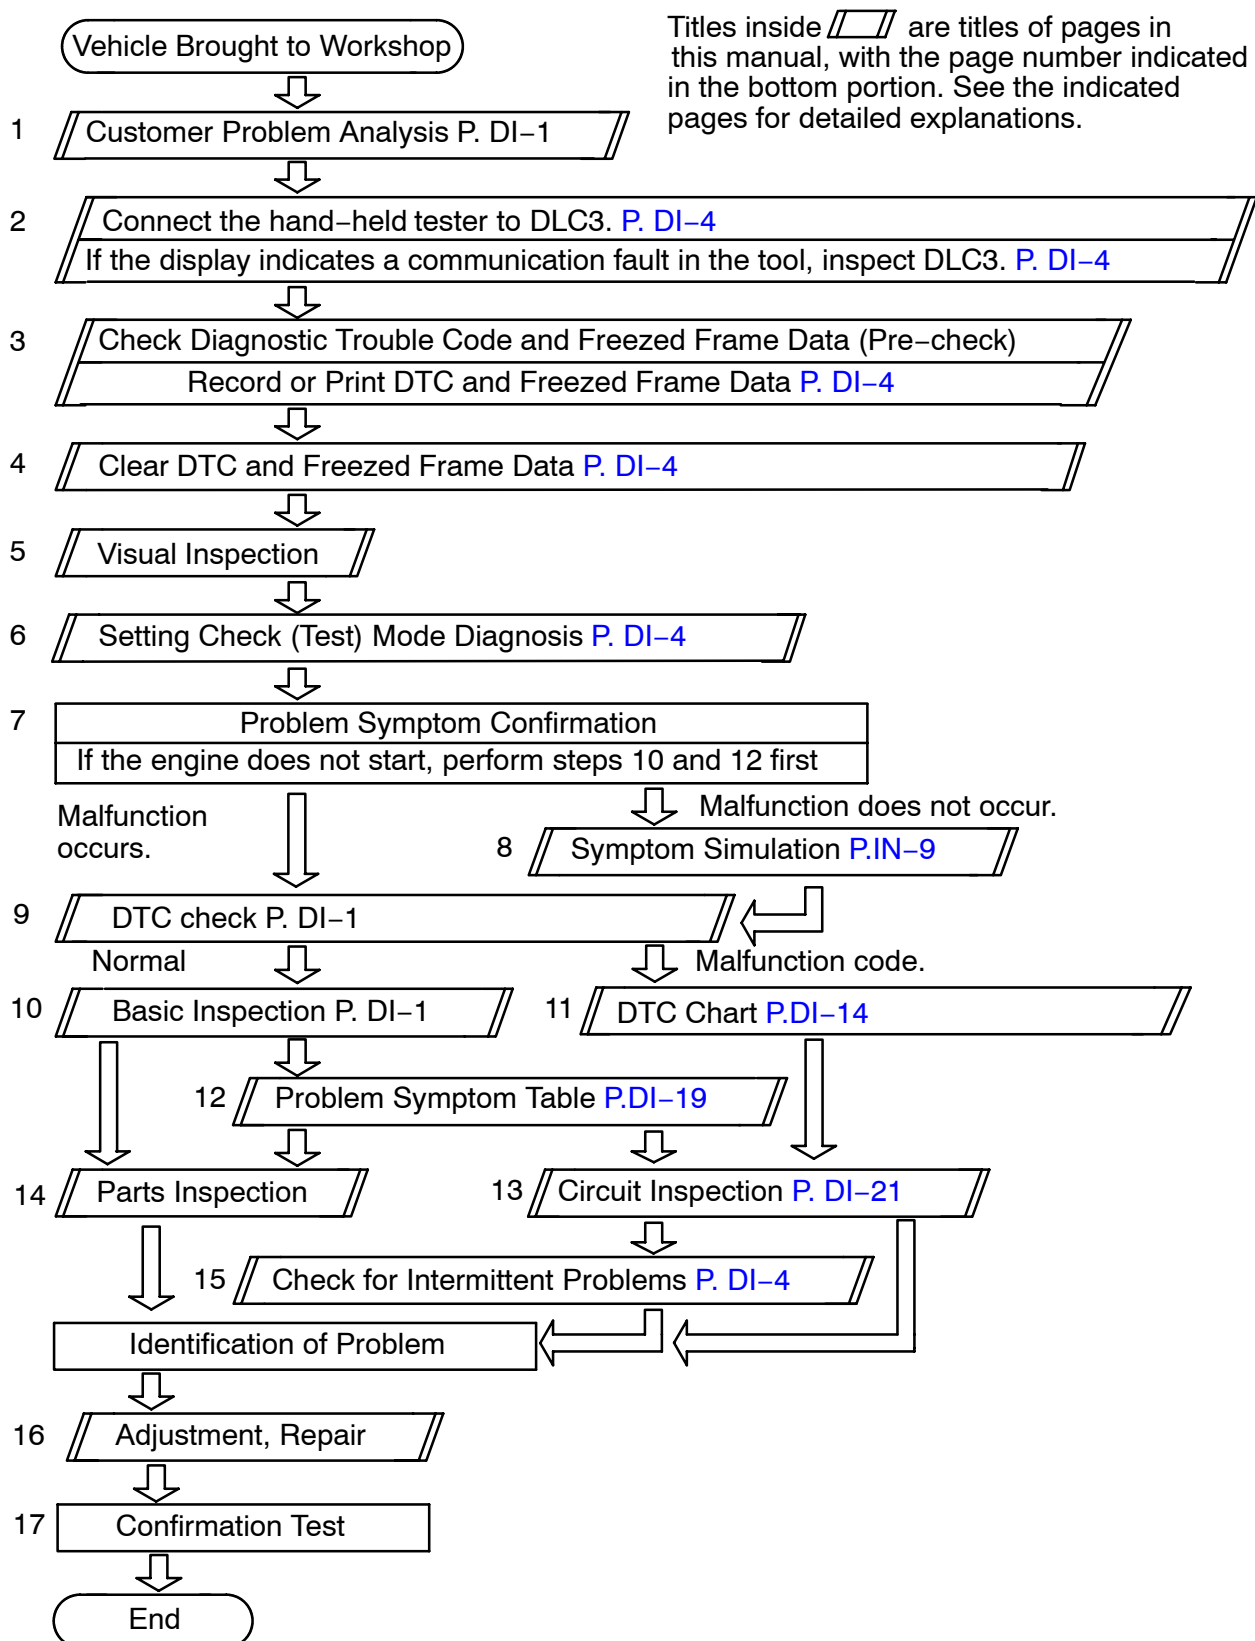 Vehicle Brought to Workshop
Titles inside are titles of pages in
this manual, with the page number indicated
in the bottom portion. See the indicated
pages for detailed explanations.
1 Customer Problem Analysis P. DI−1
2 Connect the hand−held tester to DLC3. P. DI−4
If the display indicates a communication fault in the tool, inspect DLC3. P. DI−4
3 Check Diagnostic Trouble Code and Freezed Frame Data (Pre−check)
Record or Print DTC and Freezed Frame Data P. DI−4
4 Clear DTC and Freezed Frame Data P. DI−4
5 Visual Inspection
6 Setting Check (Test) Mode Diagnosis P. DI−4
7 Problem Symptom Confirmation
If the engine does not start, perform steps 10 and 12 first
Malfunction
occurs.
Malfunction does not occur.
8 Symptom Simulation P.IN−9
9 DTC check P. DI−1
Normal
Malfunction code.
10 Basic Inspection P. DI−1
11 DTC Chart P.DI−14
12 Problem Symptom Table P.DI−19
14 Parts Inspection
13 Circuit Inspection P. DI−21
15 Check for Intermittent Problems P. DI−4
Identification of Problem
16 Adjustment, Repair
17 Confirmation Test
End